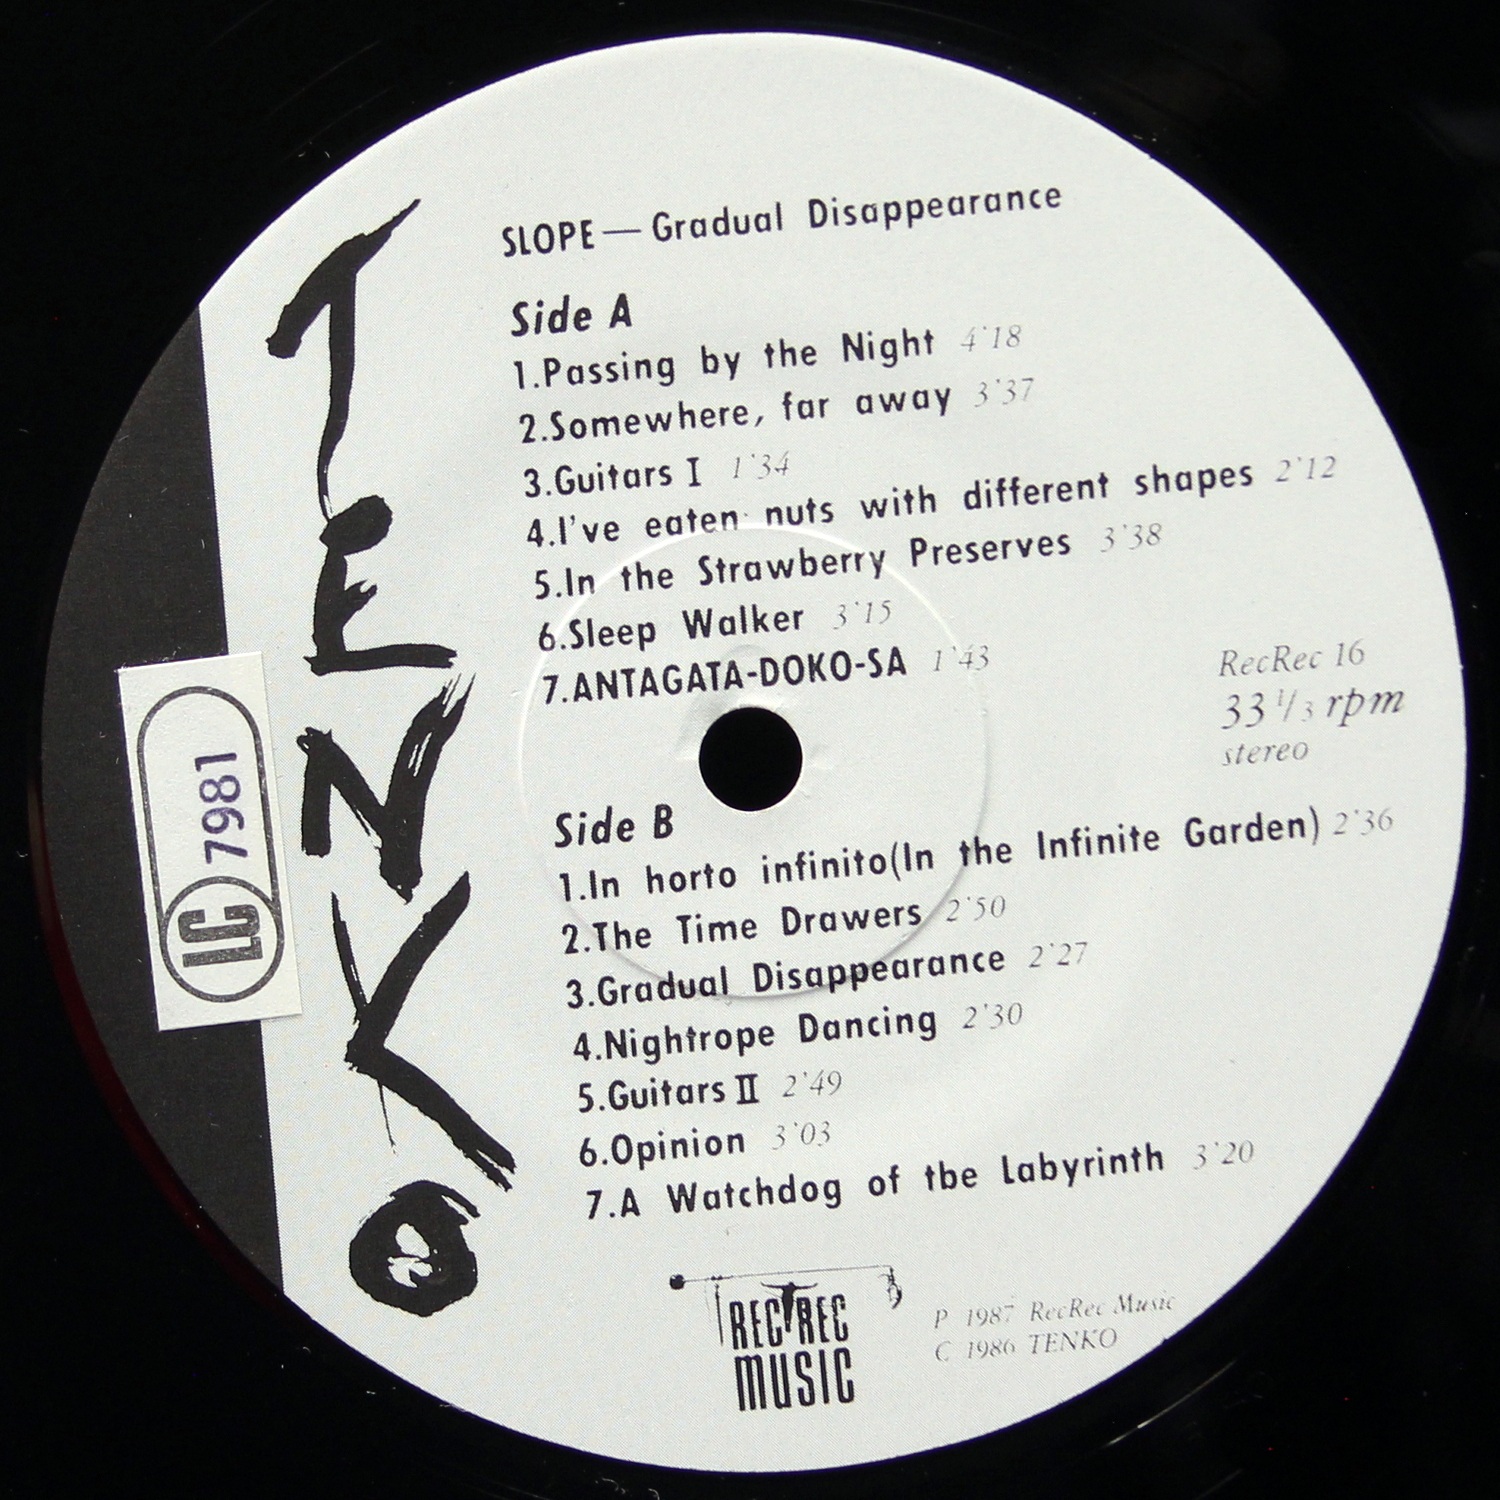 TENKO
SLOPE — Gradual Disappearance
Side A
1.Passing by the Night 4'18
2.Somewhere, far away 3'37
3.Guitars I 1'34
4.I've eaten nuts with different shapes 2'12
5.In the Strawberry Preserves 3'38
6.Sleep Walker 3'15
7.ANTAGATA-DOKO-SA 1'43
RecRec 16
33 1/3 rpm
stereo
LC 7981
Side B
1.In horto infinito(In the Infinite Garden) 2'36
2.The Time Drawers 2'50
3.Gradual Disappearance 2'27
4.Nightrope Dancing 2'30
5.Guitars II 2'49
6.Opinion 3'03
7.A Watchdog of tbe Labyrinth 3'20
REC REC
MUSIC
P 1987 RecRec Music
C 1986 TENKO